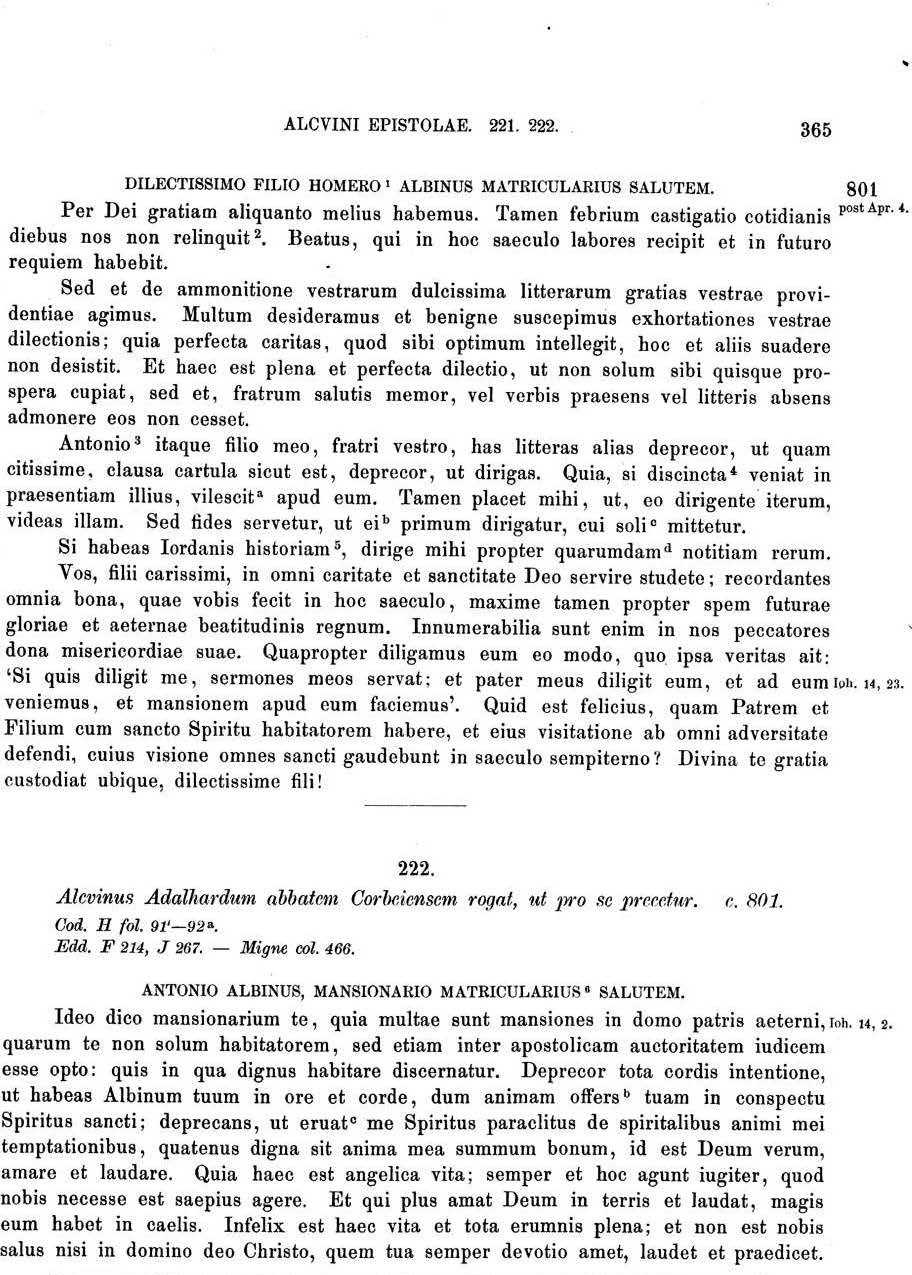 ALCVINI EPISTOLAE. 221. 222.
365
DILECTISSIMO FILIO HOMERO ¹ ALBINUS MATRICULARIUS SALUTEM.
801
Per Dei gratiam aliquanto melius habemus. Tamen febrium castigatio cotidianis post Apr. 4.
diebus nos non relinquit ². Beatus, qui in hoc saeculo labores recipit et in futuro
requiem habebit.
Sed et de ammonitione vestrarum dulcissima litterarum gratias vestrae provi-
dentiae agimus. Multum desideramus et benigne suscepimus exhortationes vestrae
dilectionis; quia perfecta caritas, quod sibi optimum intellegit, hoc et aliis suadere
non desistit. Et haec est plena et perfecta dilectio, ut non solum sibi quisque pro-
spera cupiat, sed et, fratrum salutis memor, vel verbis praesens vel litteris absens
admonere eos non cesset.
Antonio ³ itaque filio meo, fratri vestro, has litteras alias deprecor, ut quam
citissime, clausa cartula sicut est, deprecor, ut dirigas. Quia, si discincta ⁴ veniat in
praesentiam illius, vilescit ᵃ apud eum. Tamen placet mihi, ut, eo dirigente iterum,
videas illam. Sed fides servetur, ut ei ᵇ primum dirigatur, cui soli ᶜ mittetur.
Si habeas Iordanis historiam ⁵, dirige mihi propter quarumdam ᵈ notitiam rerum.
Vos, filii carissimi, in omni caritate et sanctitate Deo servire studete; recordantes
omnia bona, quae vobis fecit in hoc saeculo, maxime tamen propter spem futurae
gloriae et aeternae beatitudinis regnum. Innumerabilia sunt enim in nos peccatores
dona misericordiae suae. Quapropter diligamus eum eo modo, quo ipsa veritas ait:
‘Si quis diligit me, sermones meos servat; et pater meus diligit eum, et ad eum Ioh. 14, 23.
veniemus, et mansionem apud eum faciemus’. Quid est felicius, quam Patrem et
Filium cum sancto Spiritu habitatorem habere, et eius visitatione ab omni adversitate
defendi, cuius visione omnes sancti gaudebunt in saeculo sempiterno? Divina te gratia
custodiat ubique, dilectissime fili!
222.
Alcvinus Adalhardum abbatem Corbeiensem rogat, ut pro se precetur. c. 801.
Cod. H fol. 91'—92ᵃ.
Edd. F 214, J 267. — Migne col. 466.
ANTONIO ALBINUS, MANSIONARIO MATRICULARIUS ⁶ SALUTEM.
Ideo dico mansionarium te, quia multae sunt mansiones in domo patris aeterni, Ioh. 14, 2.
quarum te non solum habitatorem, sed etiam inter apostolicam auctoritatem iudicem
esse opto: quis in qua dignus habitare discernatur. Deprecor tota cordis intentione,
ut habeas Albinum tuum in ore et corde, dum animam offers ᵇ tuam in conspectu
Spiritus sancti; deprecans, ut eruat ᶜ me Spiritus paraclitus de spiritalibus animi mei
temptationibus, quatenus digna sit anima mea summum bonum, id est Deum verum,
amare et laudare. Quia haec est angelica vita; semper et hoc agunt iugiter, quod
nobis necesse est saepius agere. Et qui plus amat Deum in terris et laudat, magis
eum habet in caelis. Infelix est haec vita et tota erumnis plena; et non est nobis
salus nisi in domino deo Christo, quem tua semper devotio amet, laudet et praedicet.